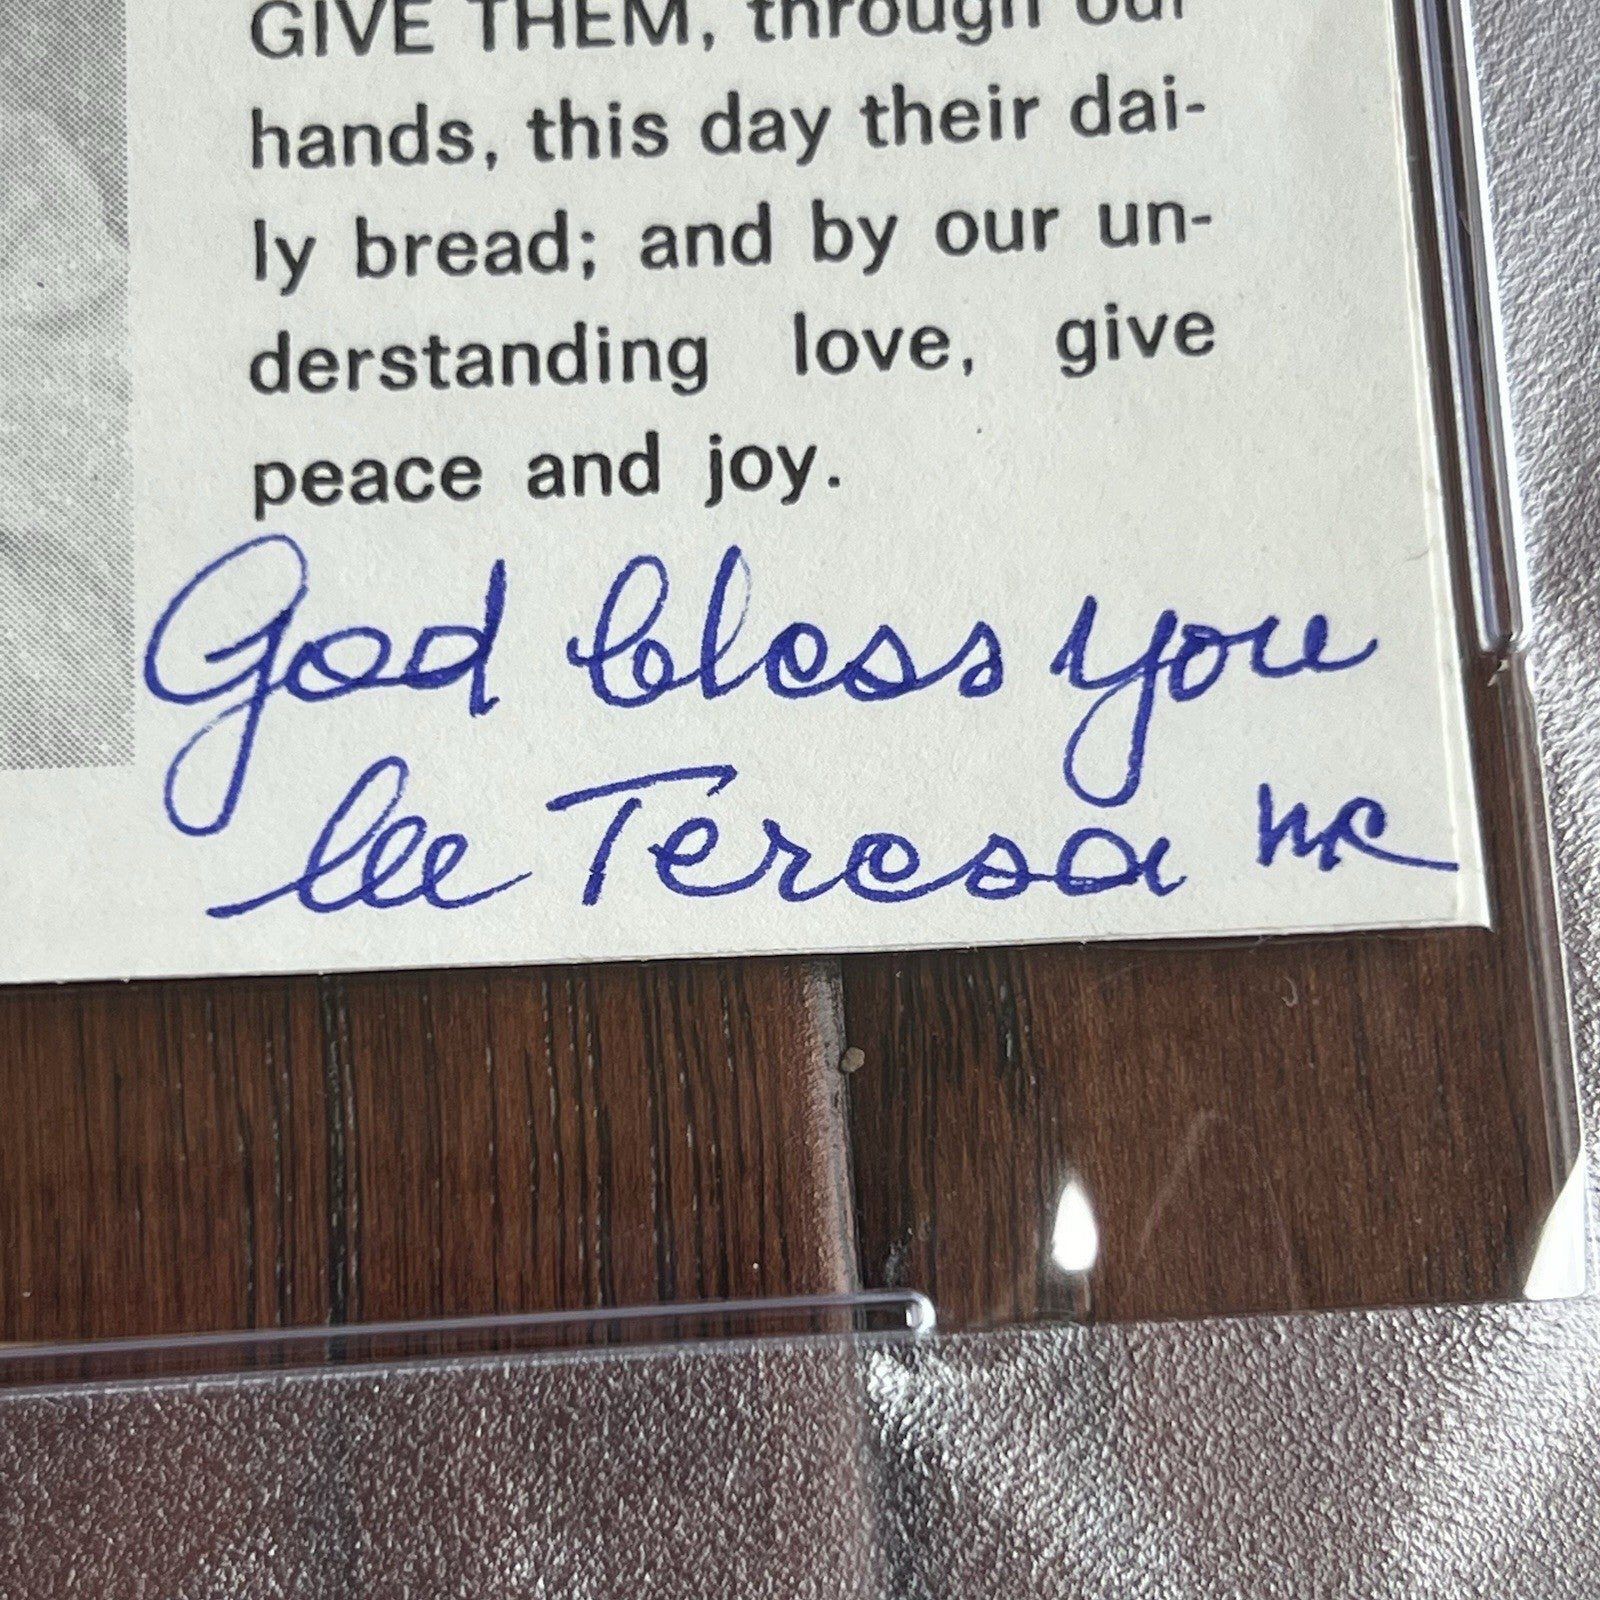 GIVE THEM, through our
hands, this day their dai-
ly bread; and by our un-
derstanding love, give
peace and joy.
God bless you
lee Teresa mc